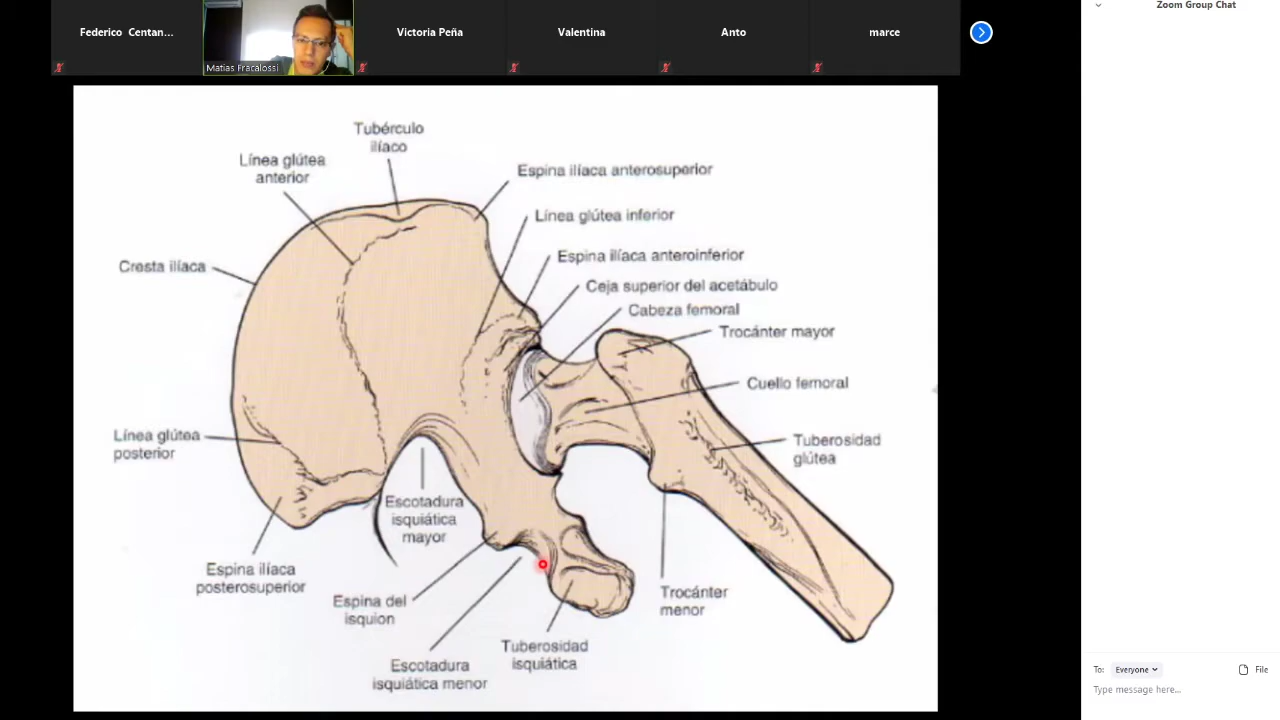 Federico Centan...
Matías Fracalossi
Victoria Peña
Valentina
Anto
marce
Zoom Group Chat
Tubérculo
ilíaco
Línea glútea
anterior
Espina ilíaca anterosuperior
Línea glútea inferior
Espina ilíaca anteroinferior
Cresta ilíaca
Ceja superior del acetábulo
Cabeza femoral
Trocánter mayor
Cuello femoral
Línea glútea
posterior
Tuberosidad
glútea
Escotadura
isquiática
mayor
Espina ilíaca
posterosuperior
Espina del
isquion
Trocánter
menor
Tuberosidad
isquiática
Escotadura
isquiática menor
To: Everyone
File
Type message here...